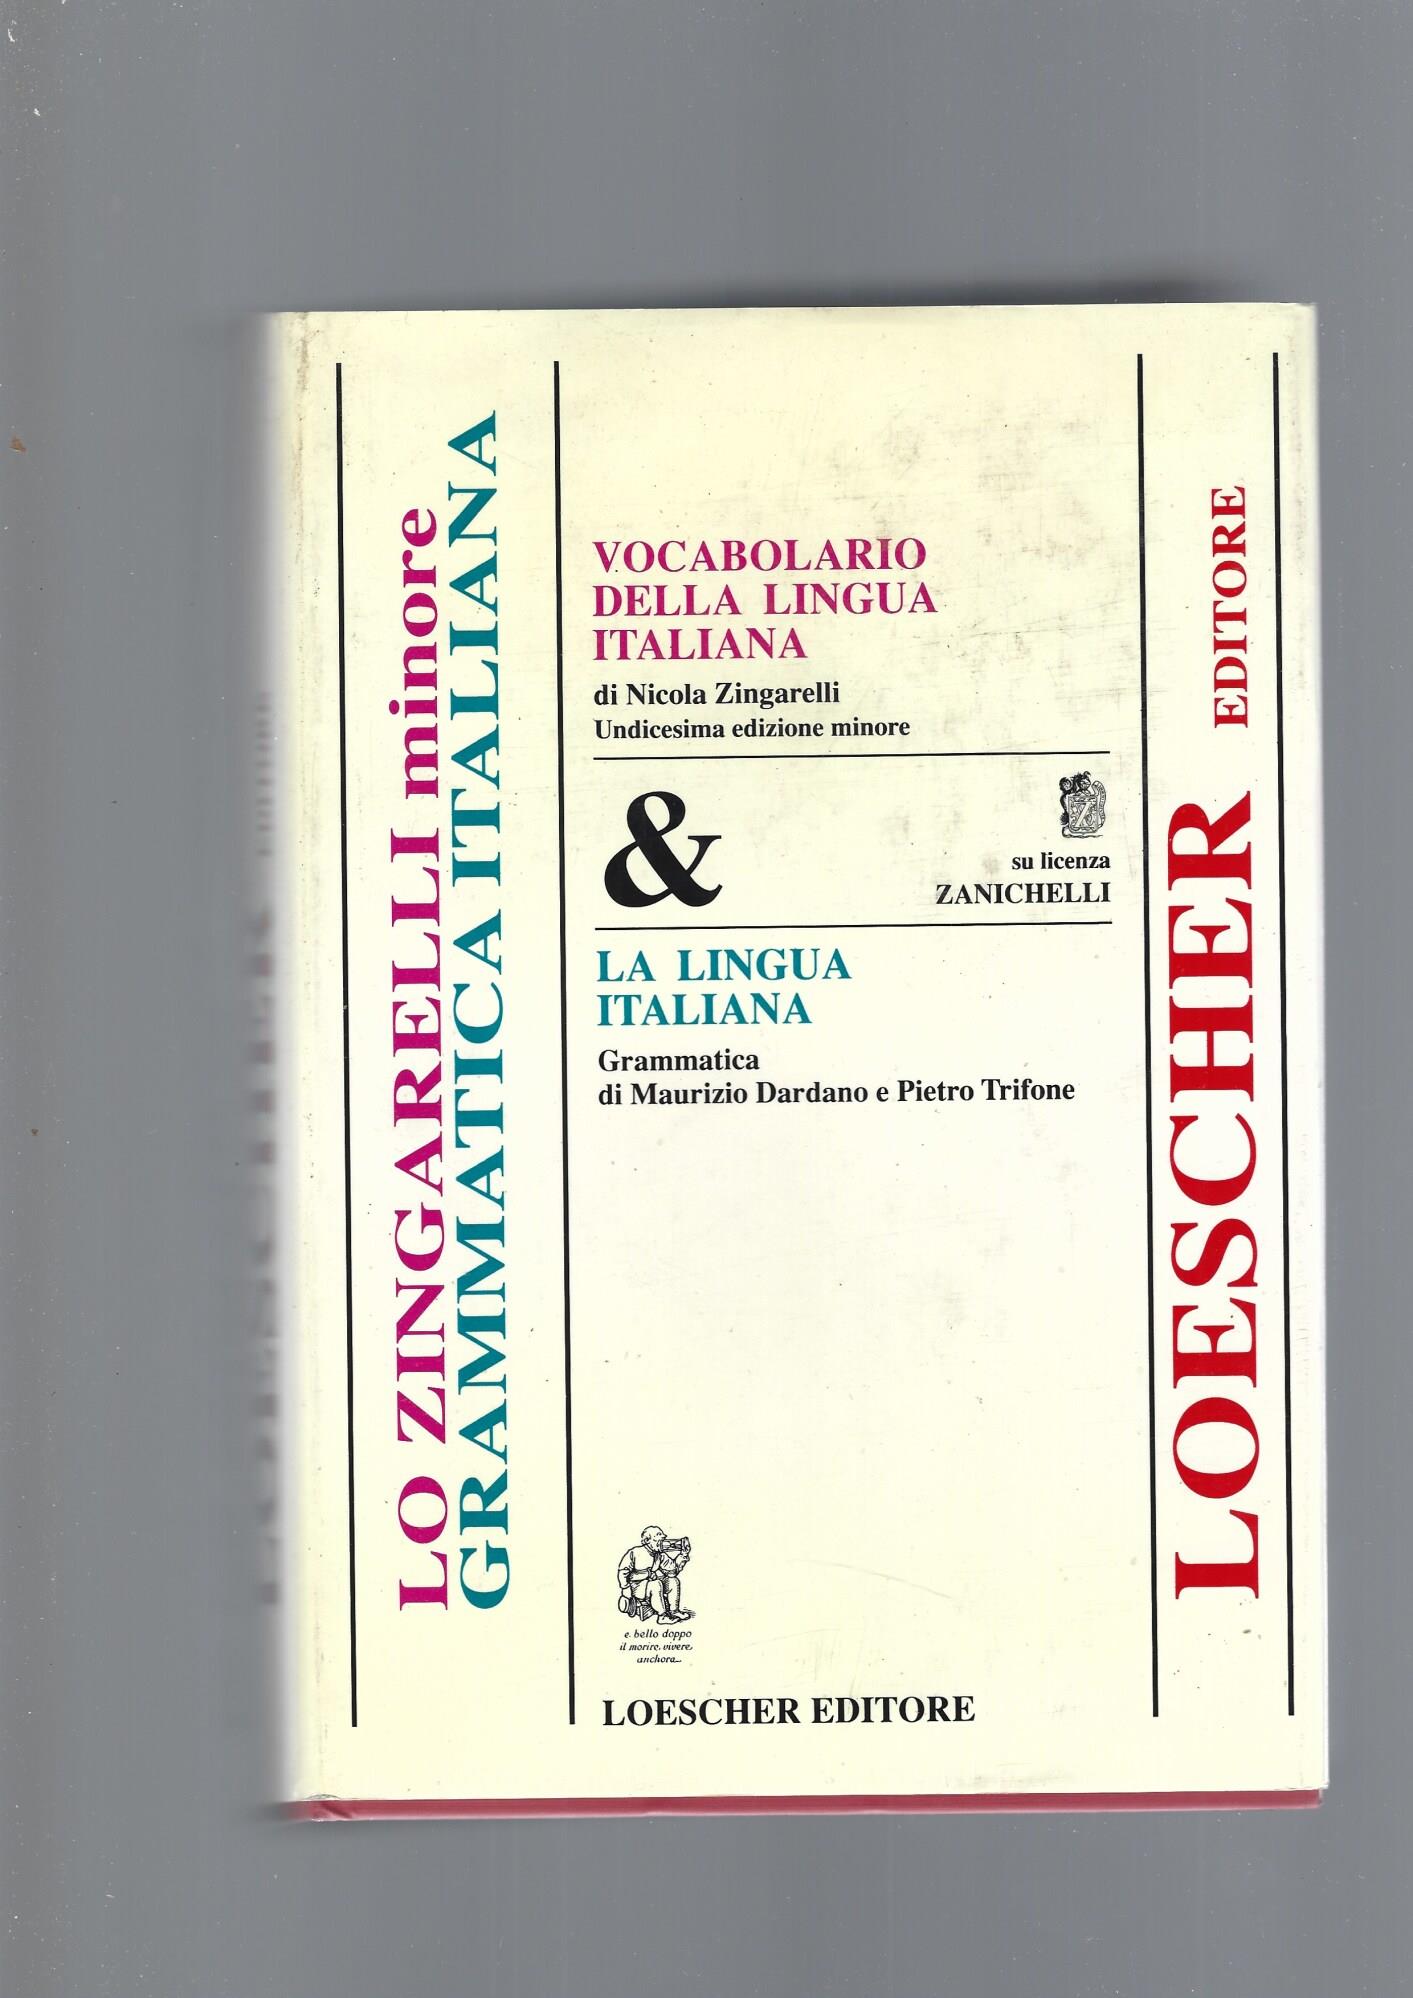 LO ZINGARELLI minore
GRAMMATICA ITALIANA
VOCABOLARIO
DELLA LINGUA
ITALIANA
di Nicola Zingarelli
Undicesima edizione minore
&
su licenza
ZANICHELLI
LA LINGUA
ITALIANA
Grammatica
di Maurizio Dardano e Pietro Trifone
e bello doppo
il morire, vivere
anchora
LOESCHER EDITORE
LOESCHER EDITORE